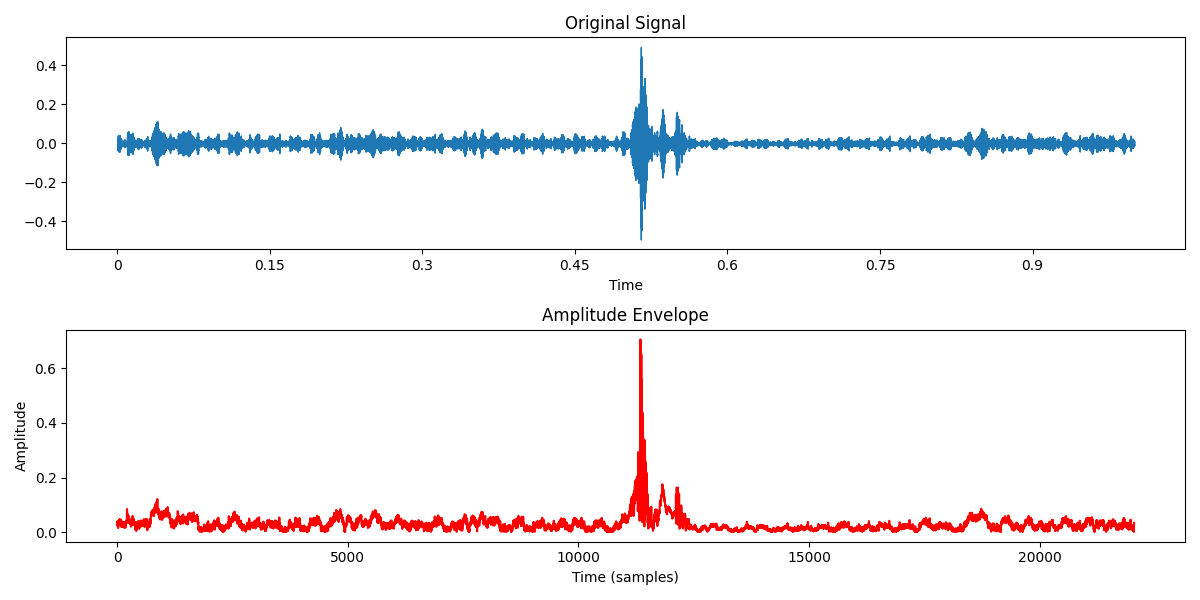 Original Signal
0.4
0.2
0.0
−0.2
−0.4
0 0.15 0.3 0.45 0.6 0.75 0.9
Time
Amplitude Envelope
Amplitude
0.6
0.4
0.2
0.0
0 5000 10000 15000 20000
Time (samples)